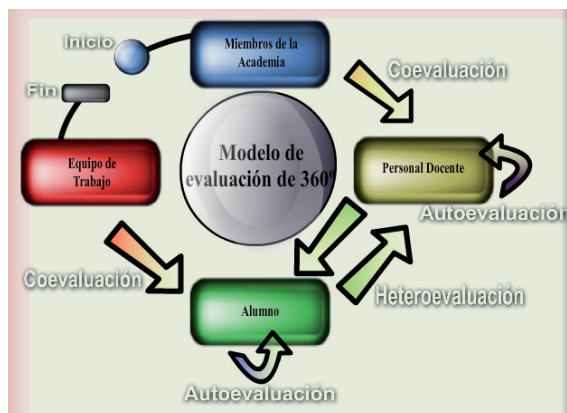 Inicio
Miembros de la
Academia
Coevaluación
Fin
Equipo de
Trabajo
Modelo de
evaluación de 360º
Personal Docente
Autoevaluación
Coevaluación
Heteroevaluación
Alumno
Autoevaluación